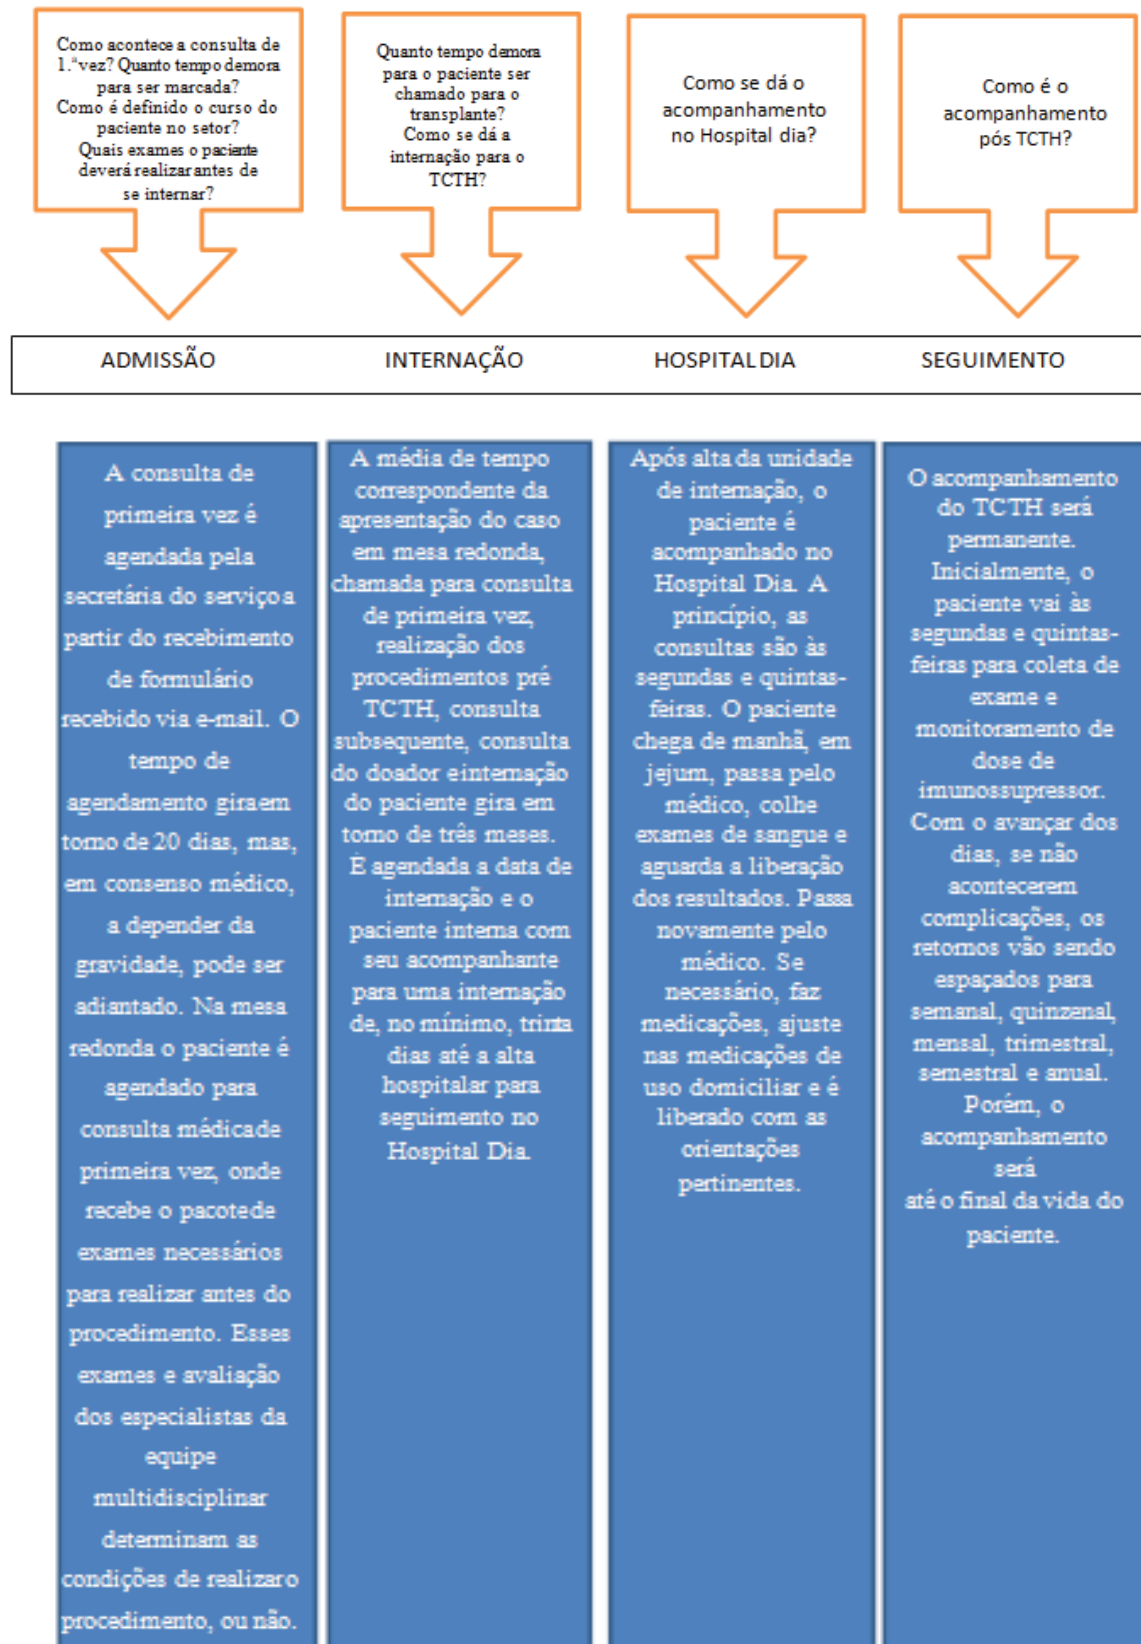 Como acontece a consulta de
1.ª vez? Quanto tempo demora
para ser marcada?
Como é definido o curso do
paciente no setor?
Quais exames o paciente
deverá realizar antes de
se internar?
Quanto tempo demora
para o paciente ser
chamado para o
transplante?
Como se dá a
internação para o
TCTH?
Como se dá o
acompanhamento
no Hospital dia?
Como é o
acompanhamento
pós TCTH?
ADMISSÃO
INTERNAÇÃO
HOSPITAL DIA
SEGUIMENTO
A consulta de
primeira vez é
agendada pela
secretária do serviço a
partir do recebimento
de formulário
recebido via e-mail. O
tempo de
agendamento gira em
torno de 20 dias, mas,
em consenso médico,
a depender da
gravidade, pode ser
adiantado. Na mesa
redonda o paciente é
agendado para
consulta médica de
primeira vez, onde
recebe o pacote de
exames necessários
para realizar antes do
procedimento. Esses
exames e avaliação
dos especialistas da
equipe
multidisciplinar
determinam as
condições de realizar o
procedimento, ou não.
A média de tempo
correspondente da
apresentação do caso
em mesa redonda,
chamada para consulta
de primeira vez,
realização dos
procedimentos pré
TCTH, consulta
subsequente, consulta
do doador e internação
do paciente gira em
torno de três meses.
É agendada a data de
internação e o
paciente interna com
seu acompanhante
para uma internação
de, no mínimo, trinta
dias até a alta
hospitalar para
seguimento no
Hospital Dia.
Após alta da unidade
de internação, o
paciente é
acompanhado no
Hospital Dia. A
princípio, as
consultas são às
segundas e quintas-
feiras. O paciente
chega de manhã, em
jejum, passa pelo
médico, colhe
exames de sangue e
aguarda a liberação
dos resultados. Passa
novamente pelo
médico. Se
necessário, faz
medicações, ajuste
nas medicações de
uso domiciliar e é
liberado com as
orientações
pertinentes.
O acompanhamento
do TCTH será
permanente.
Inicialmente, o
paciente vai às
segundas e quintas-
feiras para coleta de
exame e
monitoramento de
dose de
imunossupressor.
Com o avançar dos
dias, se não
acontecerem
complicações, os
retornos vão sendo
espaçados para
semanal, quinzenal,
mensal, trimestral,
semestral e anual.
Porém, o
acompanhamento
será
até o final da vida do
paciente.